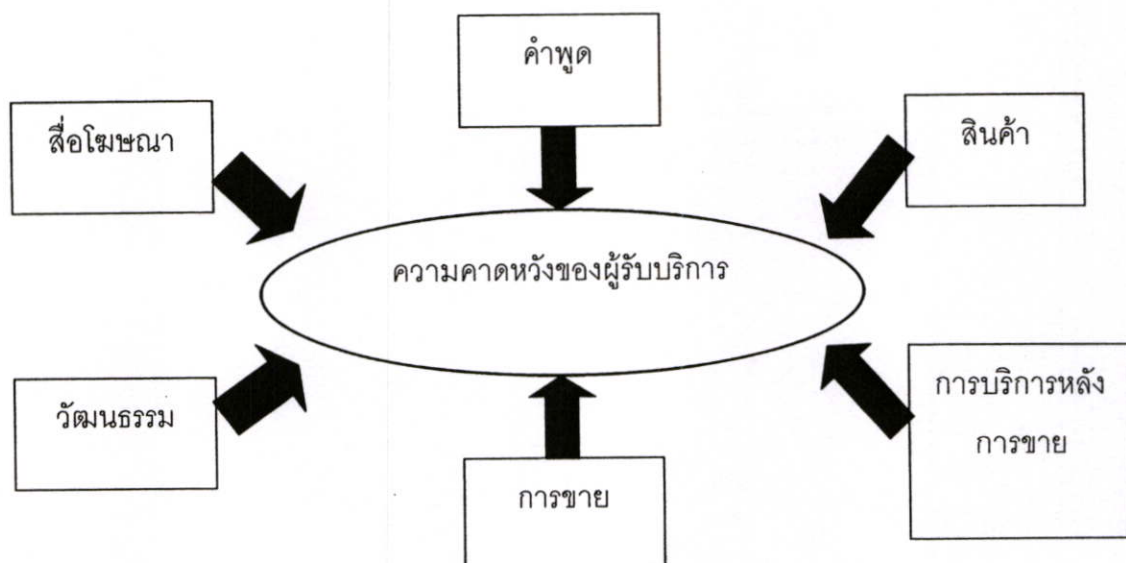 คำพูด
สื่อโฆษณา
สินค้า
ความคาดหวังของผู้รับบริการ
วัฒนธรรม
การบริการหลัง
การขาย
การขาย